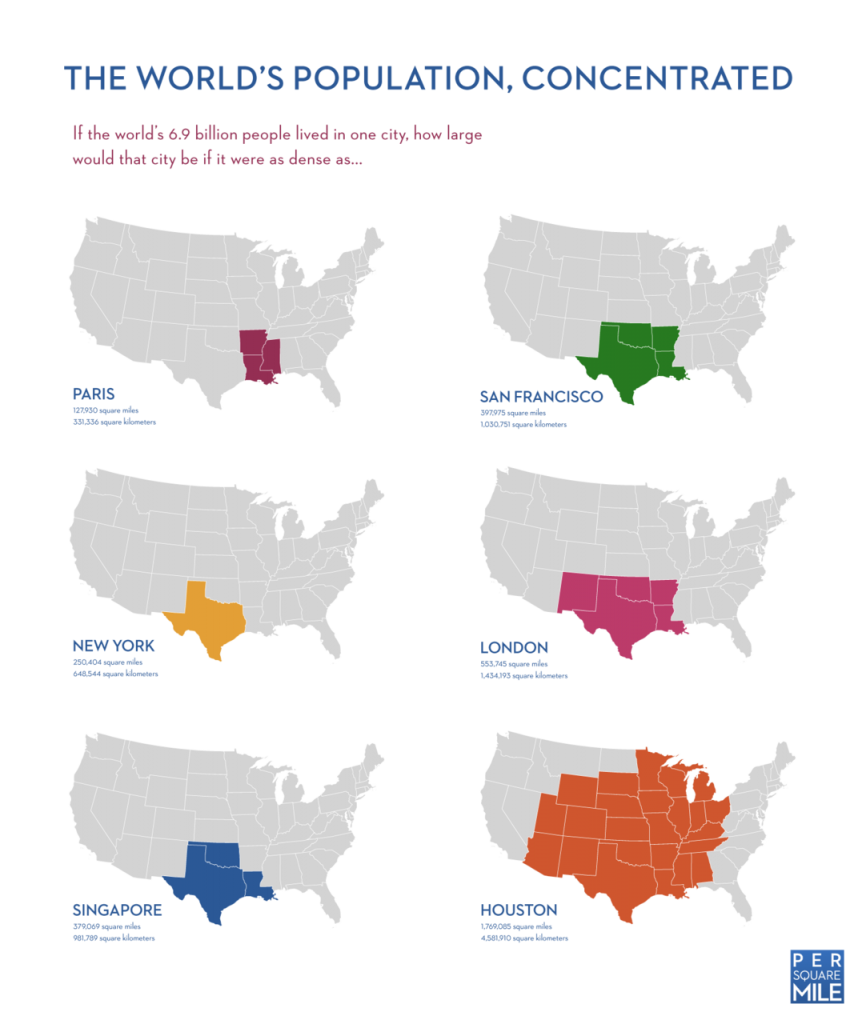 THE WORLD'S POPULATION, CONCENTRATED
If the world's 6.9 billion people lived in one city, how large
would that city be if it were as dense as...
PARIS
127,930 square miles
331,336 square kilometers
SAN FRANCISCO
397,975 square miles
1,030,751 square kilometers
NEW YORK
250,404 square miles
648,544 square kilometers
LONDON
553,745 square miles
1,434,193 square kilometers
SINGAPORE
379,069 square miles
981,789 square kilometers
HOUSTON
1,769,085 square miles
4,581,910 square kilometers
PER
SQUARE
MILE